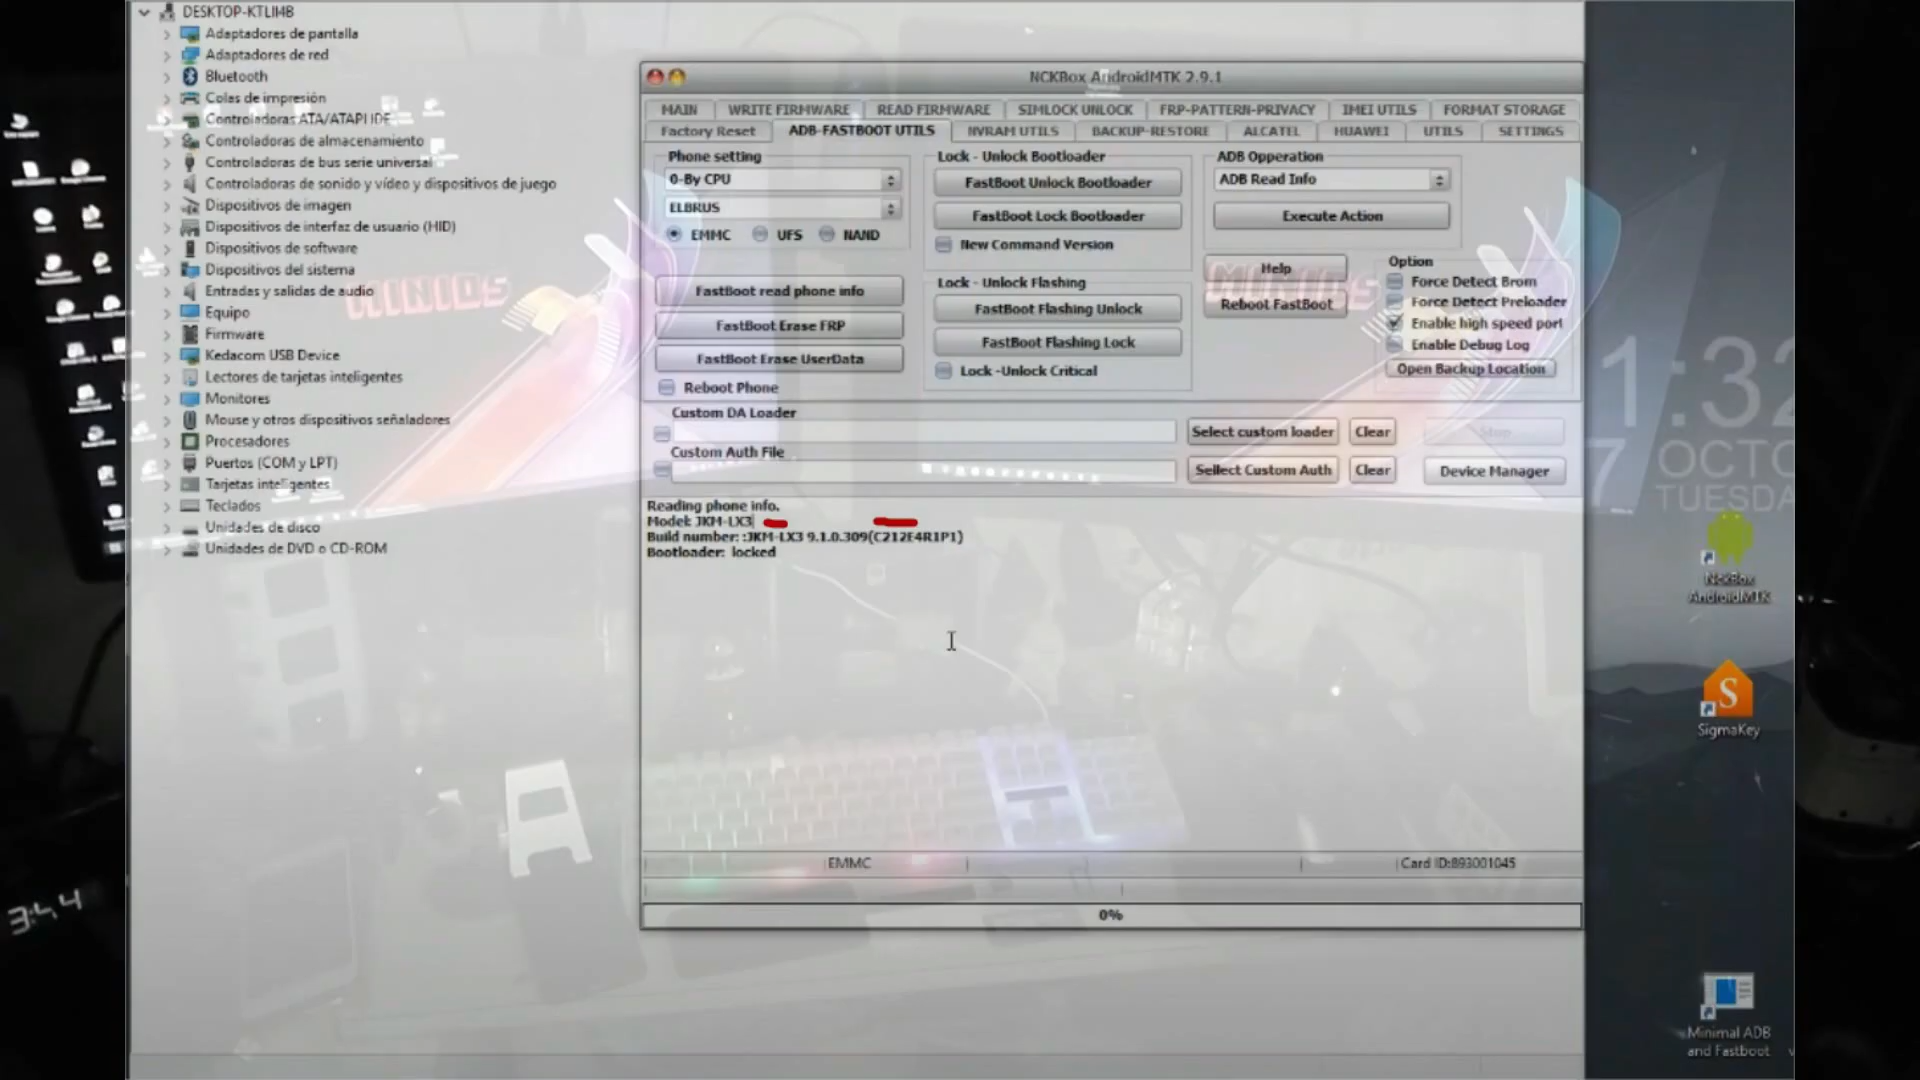 DESKTOP-KTLIMB
Adaptadores de pantalla
Adaptadores de red
Bluetooth
Colas de impresión
Controladoras ATA/ATAPI IDE
Controladoras de almacenamiento
Controladoras de bus serie universal
Controladoras de sonido y vídeo y dispositivos de juego
Dispositivos de imagen
Dispositivos de interfaz de usuario (HID)
Dispositivos de software
Dispositivos del sistema
Entradas y salidas de audio
Equipo
Firmware
Kedacom USB Device
Lectores de tarjetas inteligentes
Monitores
Mouse y otros dispositivos señaladores
Procesadores
Puertos (COM y LPT)
Tarjetas inteligentes
Teclados
Unidades de disco
Unidades de DVD o CD-ROM
NCKBox AndroidMTK 2.9.1
MAIN WRITE FIRMWARE READ FIRMWARE SIMLOCK UNLOCK FRP-PATTERN-PRIVACY IMEI UTILS FORMAT STORAGE
Factory Reset ADB-FASTBOOT UTILS NVRAM UTILS BACKUP-RESTORE ALCATEL HUAWEI UTILS SETTINGS
Phone setting
0-By CPU
ELBRUS
EMMC UFS NAND
FastBoot read phone info
FastBoot Erase FRP
FastBoot Erase UserData
Reboot Phone
Lock - Unlock Bootloader
FastBoot Unlock Bootloader
FastBoot Lock Bootloader
New Command Version
Lock - Unlock Flashing
FastBoot Flashing Unlock
FastBoot Flashing Lock
Lock -Unlock Critical
ADB Opperation
ADB Read Info
Execute Action
Help
Reboot FastBoot
Option
Force Detect Brom
Force Detect Preloader
Enable high speed port
Enable Debug Log
Open Backup Location
Custom DA Loader
Select custom loader Clear Stop
Custom Auth File
Sellect Custom Auth Clear Device Manager
Reading phone info.
Model: JKM-LX3
Build number: :JKM-LX3 9.1.0.309(C212E4R1P1)
Bootloader: locked
EMMC Card ID:893001045
0%
MINIOS
MINIOS
1:32
7 OCTO
TUESDA
NckBox
AndroidMTK
S
SigmaKey
Minimal ADB
and Fastboot
3:44